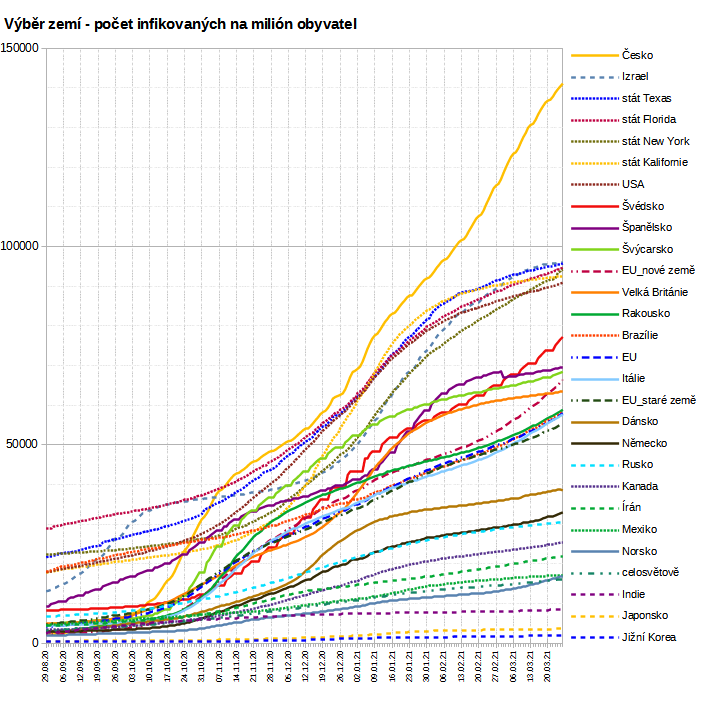 Výběr zemí - počet infikovaných na milión obyvatel
150000
100000
50000
0
Česko
Izrael
stát Texas
stát Florida
stát New York
stát Kalifornie
USA
Švédsko
Španělsko
Švýcarsko
EU_nové země
Velká Británie
Rakousko
Brazílie
EU
Itálie
EU_staré země
Dánsko
Německo
Rusko
Kanada
Írán
Mexiko
Norsko
celosvětově
Indie
Japonsko
Jižní Korea
29.08.20
05.09.20
12.09.20
19.09.20
26.09.20
03.10.20
10.10.20
17.10.20
24.10.20
31.10.20
07.11.20
14.11.20
21.11.20
28.11.20
05.12.20
12.12.20
19.12.20
26.12.20
02.01.21
09.01.21
16.01.21
23.01.21
30.01.21
06.02.21
13.02.21
20.02.21
27.02.21
06.03.21
13.03.21
20.03.21